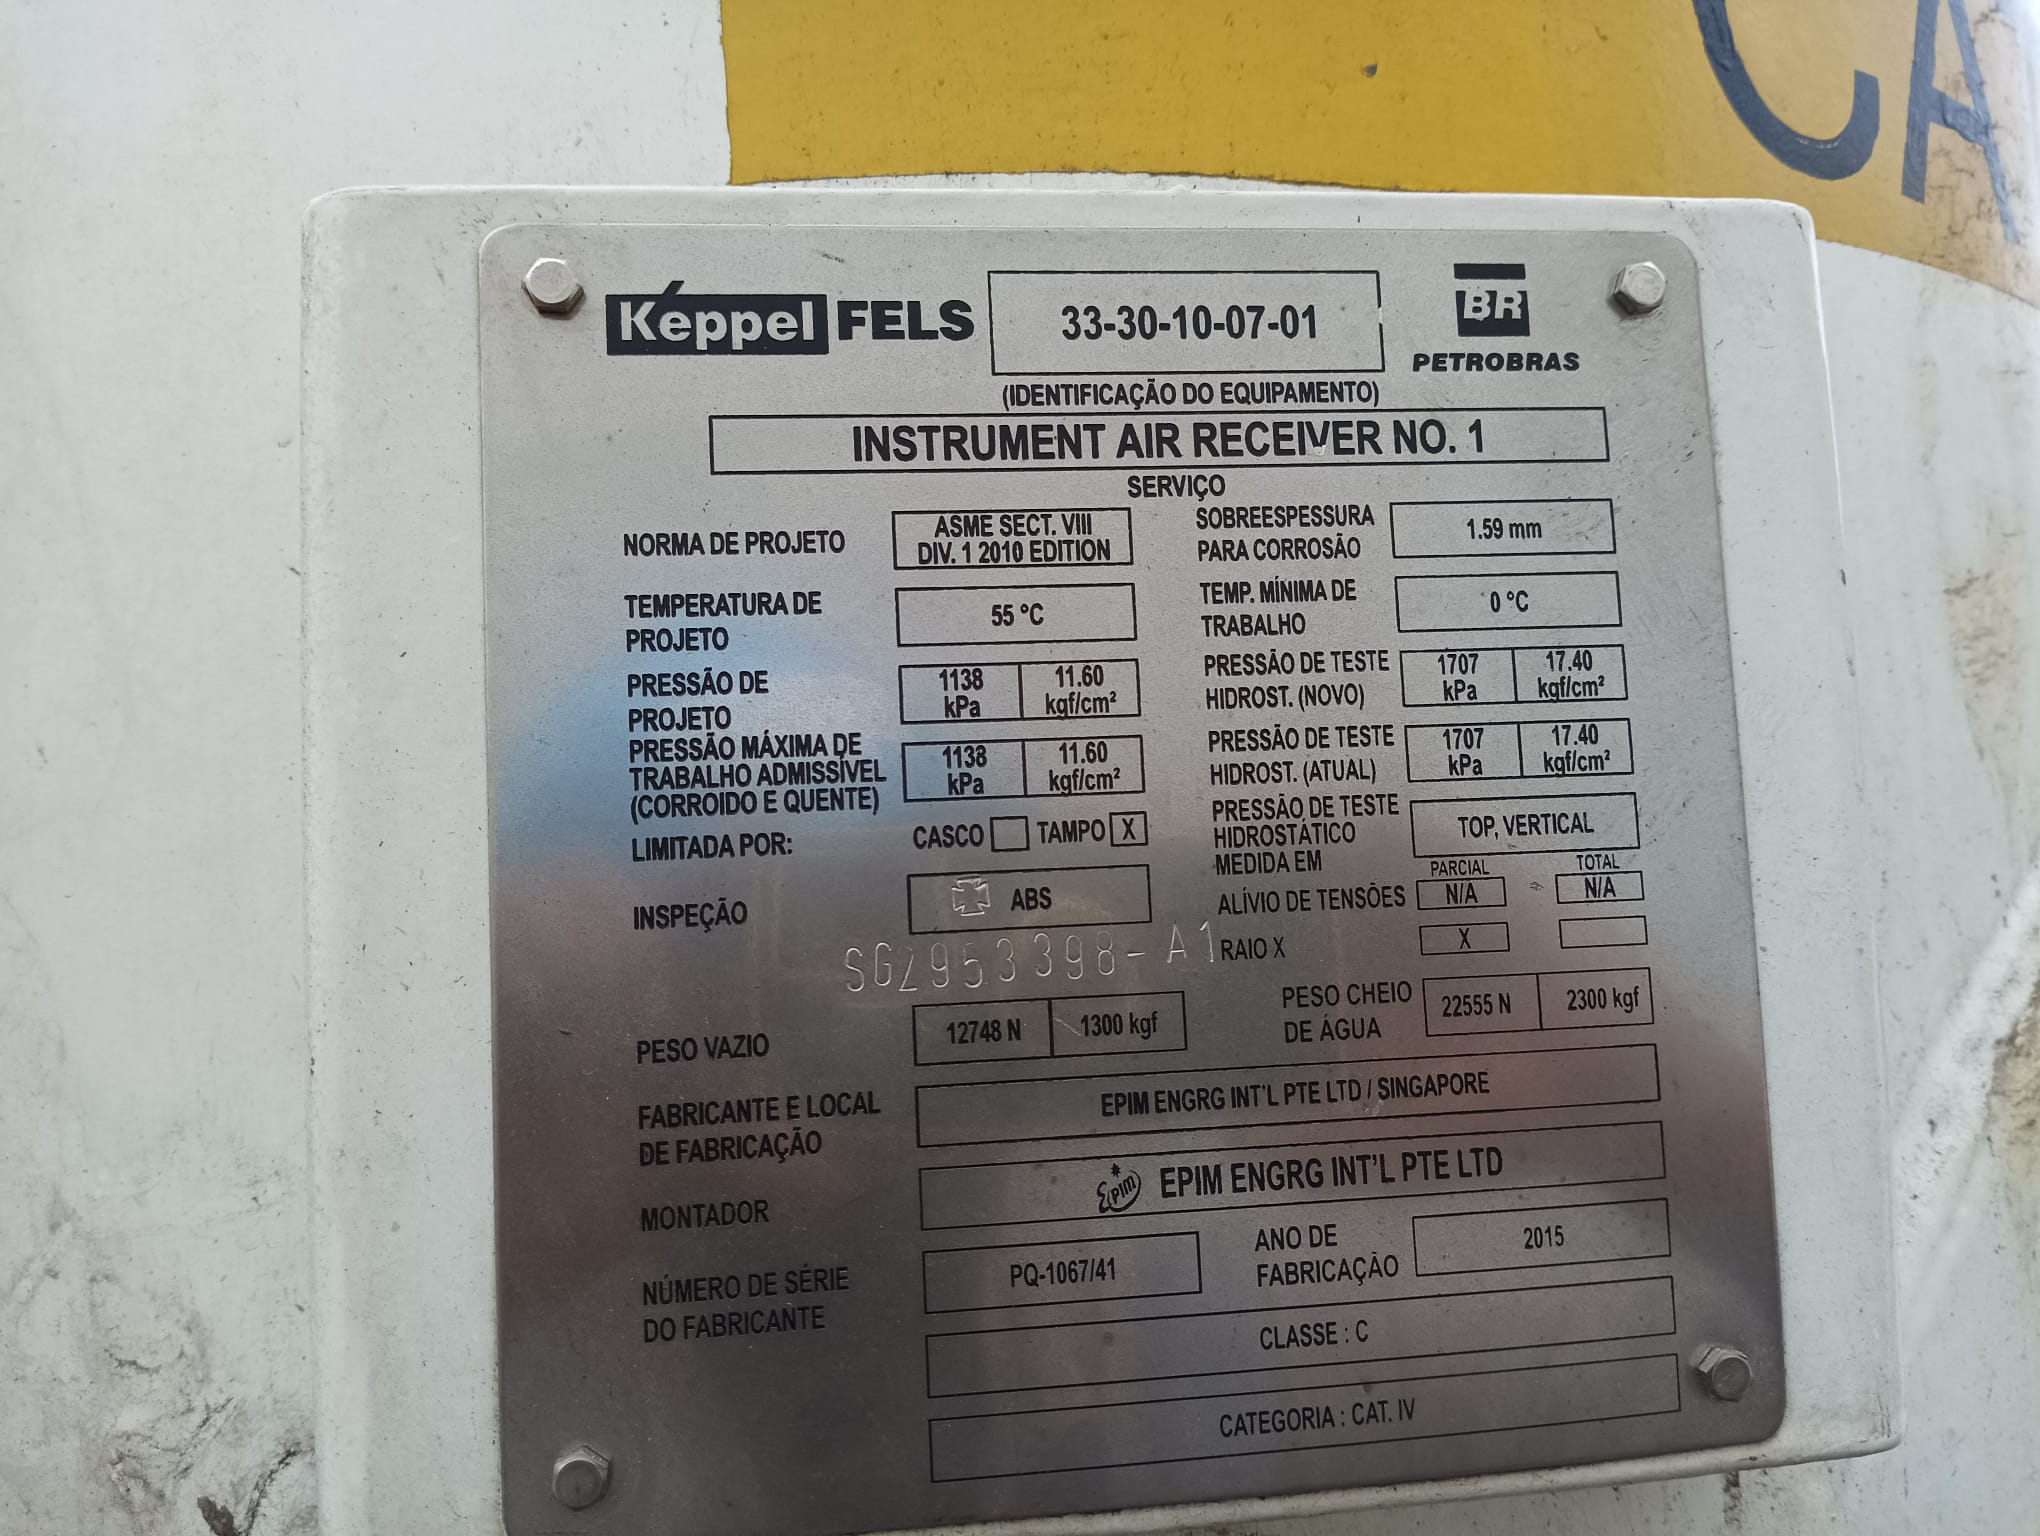 CA
Keppel FELS
33-30-10-07-01
BR
PETROBRAS
(IDENTIFICAÇÃO DO EQUIPAMENTO)
INSTRUMENT AIR RECEIVER NO. 1
SERVIÇO
NORMA DE PROJETO
ASME SECT. VIII
DIV. 1 2010 EDITION
SOBREESPESSURA
PARA CORROSÃO
1.59 mm
TEMPERATURA DE
PROJETO
55 °C
TEMP. MÍNIMA DE
TRABALHO
0 °C
PRESSÃO DE
PROJETO
1138
kPa
11.60
kgf/cm²
PRESSÃO DE TESTE
HIDROST. (NOVO)
1707
kPa
17.40
kgf/cm²
PRESSÃO MÁXIMA DE
TRABALHO ADMISSÍVEL
(CORROIDO E QUENTE)
1138
kPa
11.60
kgf/cm²
PRESSÃO DE TESTE
HIDROST. (ATUAL)
1707
kPa
17.40
kgf/cm²
LIMITADA POR:
CASCO TAMPO X
PRESSÃO DE TESTE
HIDROSTÁTICO
MEDIDA EM
TOP, VERTICAL
INSPEÇÃO
ABS
SG2953398-A1
PARCIAL TOTAL
ALÍVIO DE TENSÕES N/A N/A
RAIO X X
PESO VAZIO
12748 N 1300 kgf
PESO CHEIO
DE ÁGUA
22555 N 2300 kgf
FABRICANTE E LOCAL
DE FABRICAÇÃO
EPIM ENGRG INT'L PTE LTD / SINGAPORE
MONTADOR
EPIM EPIM ENGRG INT'L PTE LTD
NÚMERO DE SÉRIE
DO FABRICANTE
PQ-1067/41
ANO DE
FABRICAÇÃO
2015
CLASSE : C
CATEGORIA : CAT. IV